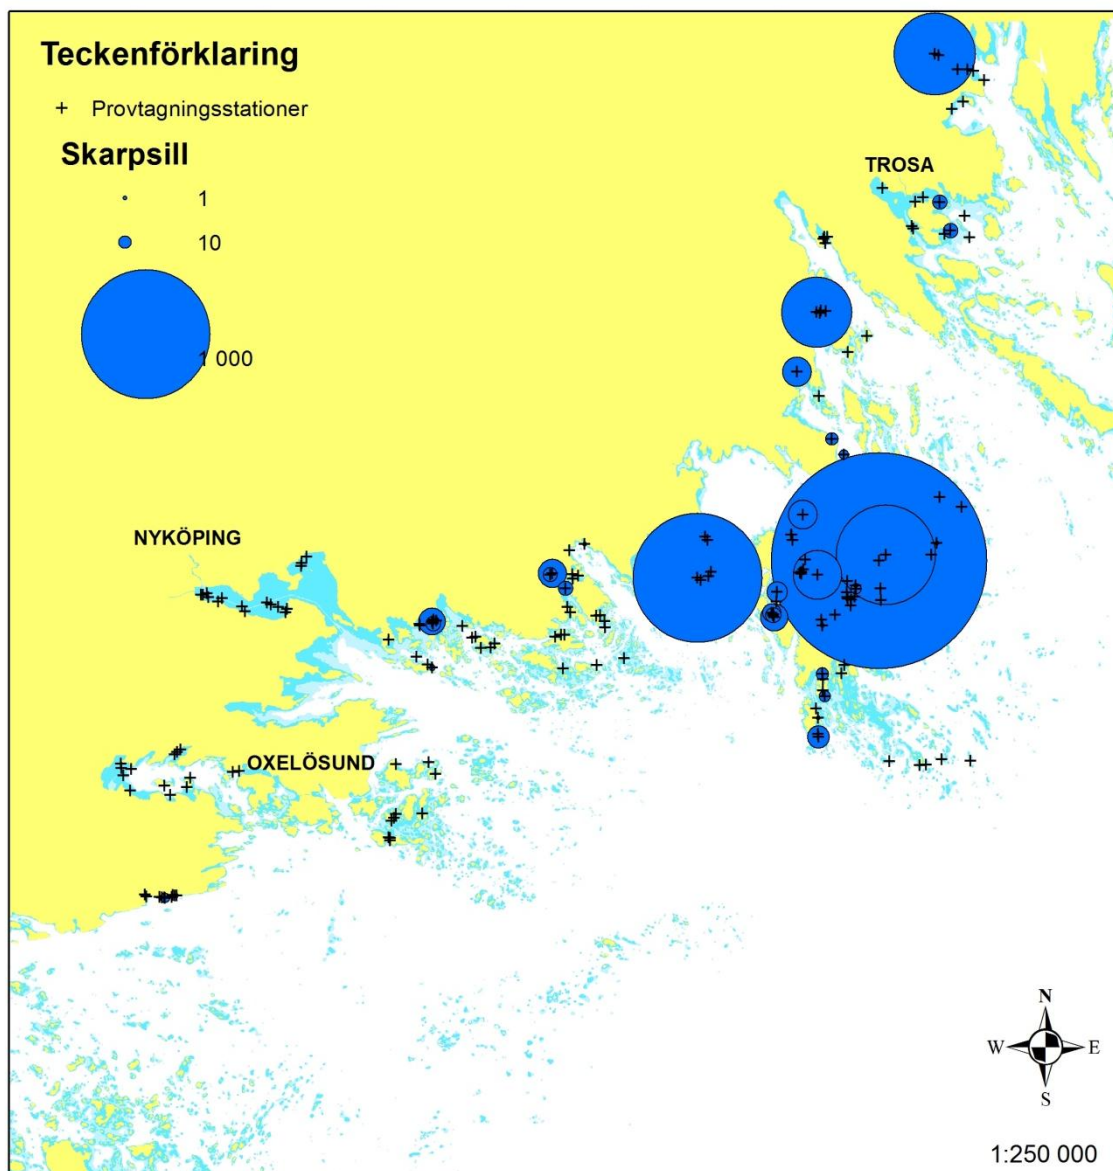 Teckenförklaring
+ Provtagningsstationer
Skarpsill
1
10
1 000
TROSA
NYKÖPING
OXELÖSUND
N
W E
S
1:250 000